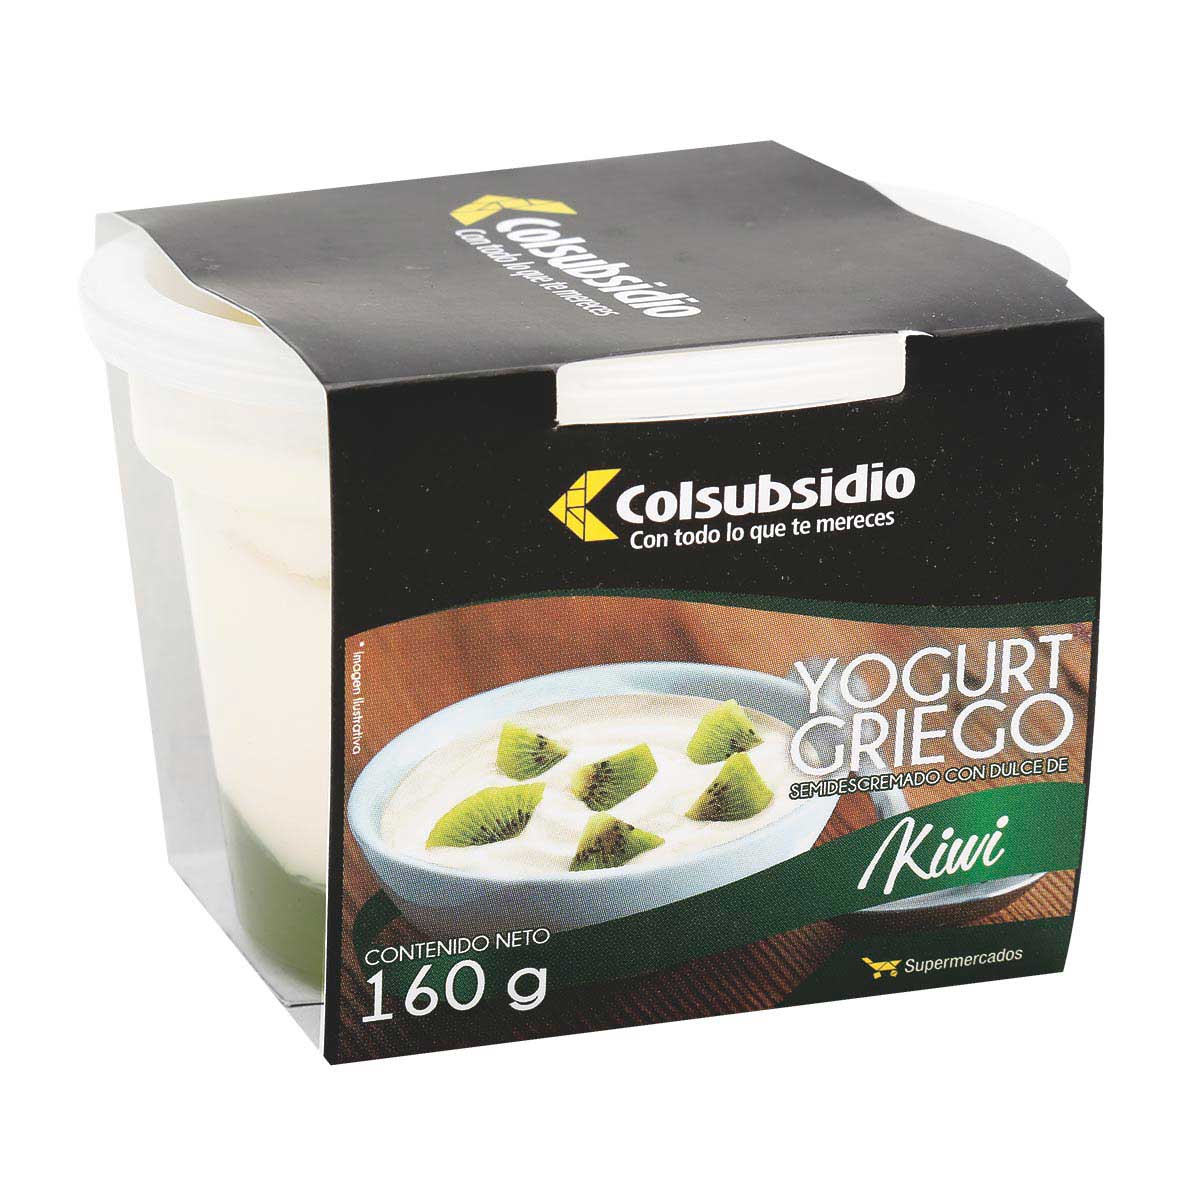 Colsubsidio
Con todo lo que te mereces
Colsubsidio
Con todo lo que te mereces
* Imagen Ilustrativa
YOGURT
GRIEGO
SEMIDESCREMADO CON DULCE DE
Kiwi
CONTENIDO NETO
160 g
Supermercados